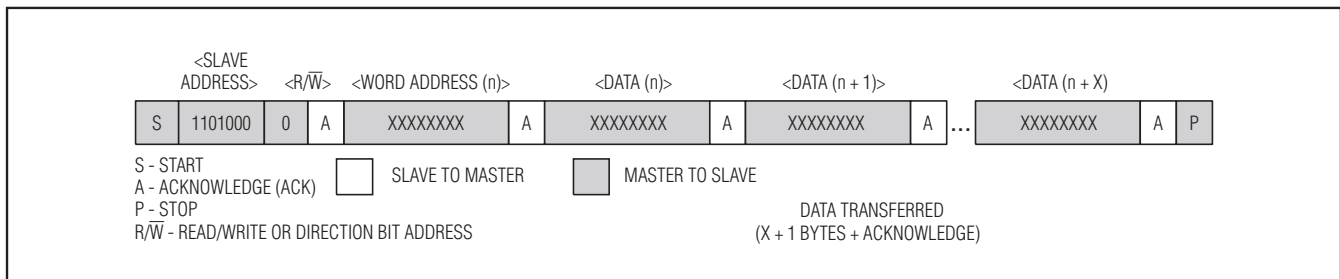 <SLAVE
ADDRESS> <R/W̅> <WORD ADDRESS (n)> <DATA (n)> <DATA (n + 1)> <DATA (n + X)
S 1101000 0 A XXXXXXXX A XXXXXXXX A XXXXXXXX A ... XXXXXXXX A P
S - START
A - ACKNOWLEDGE (ACK) SLAVE TO MASTER MASTER TO SLAVE
P - STOP DATA TRANSFERRED
R/W̅ - READ/WRITE OR DIRECTION BIT ADDRESS (X + 1 BYTES + ACKNOWLEDGE)